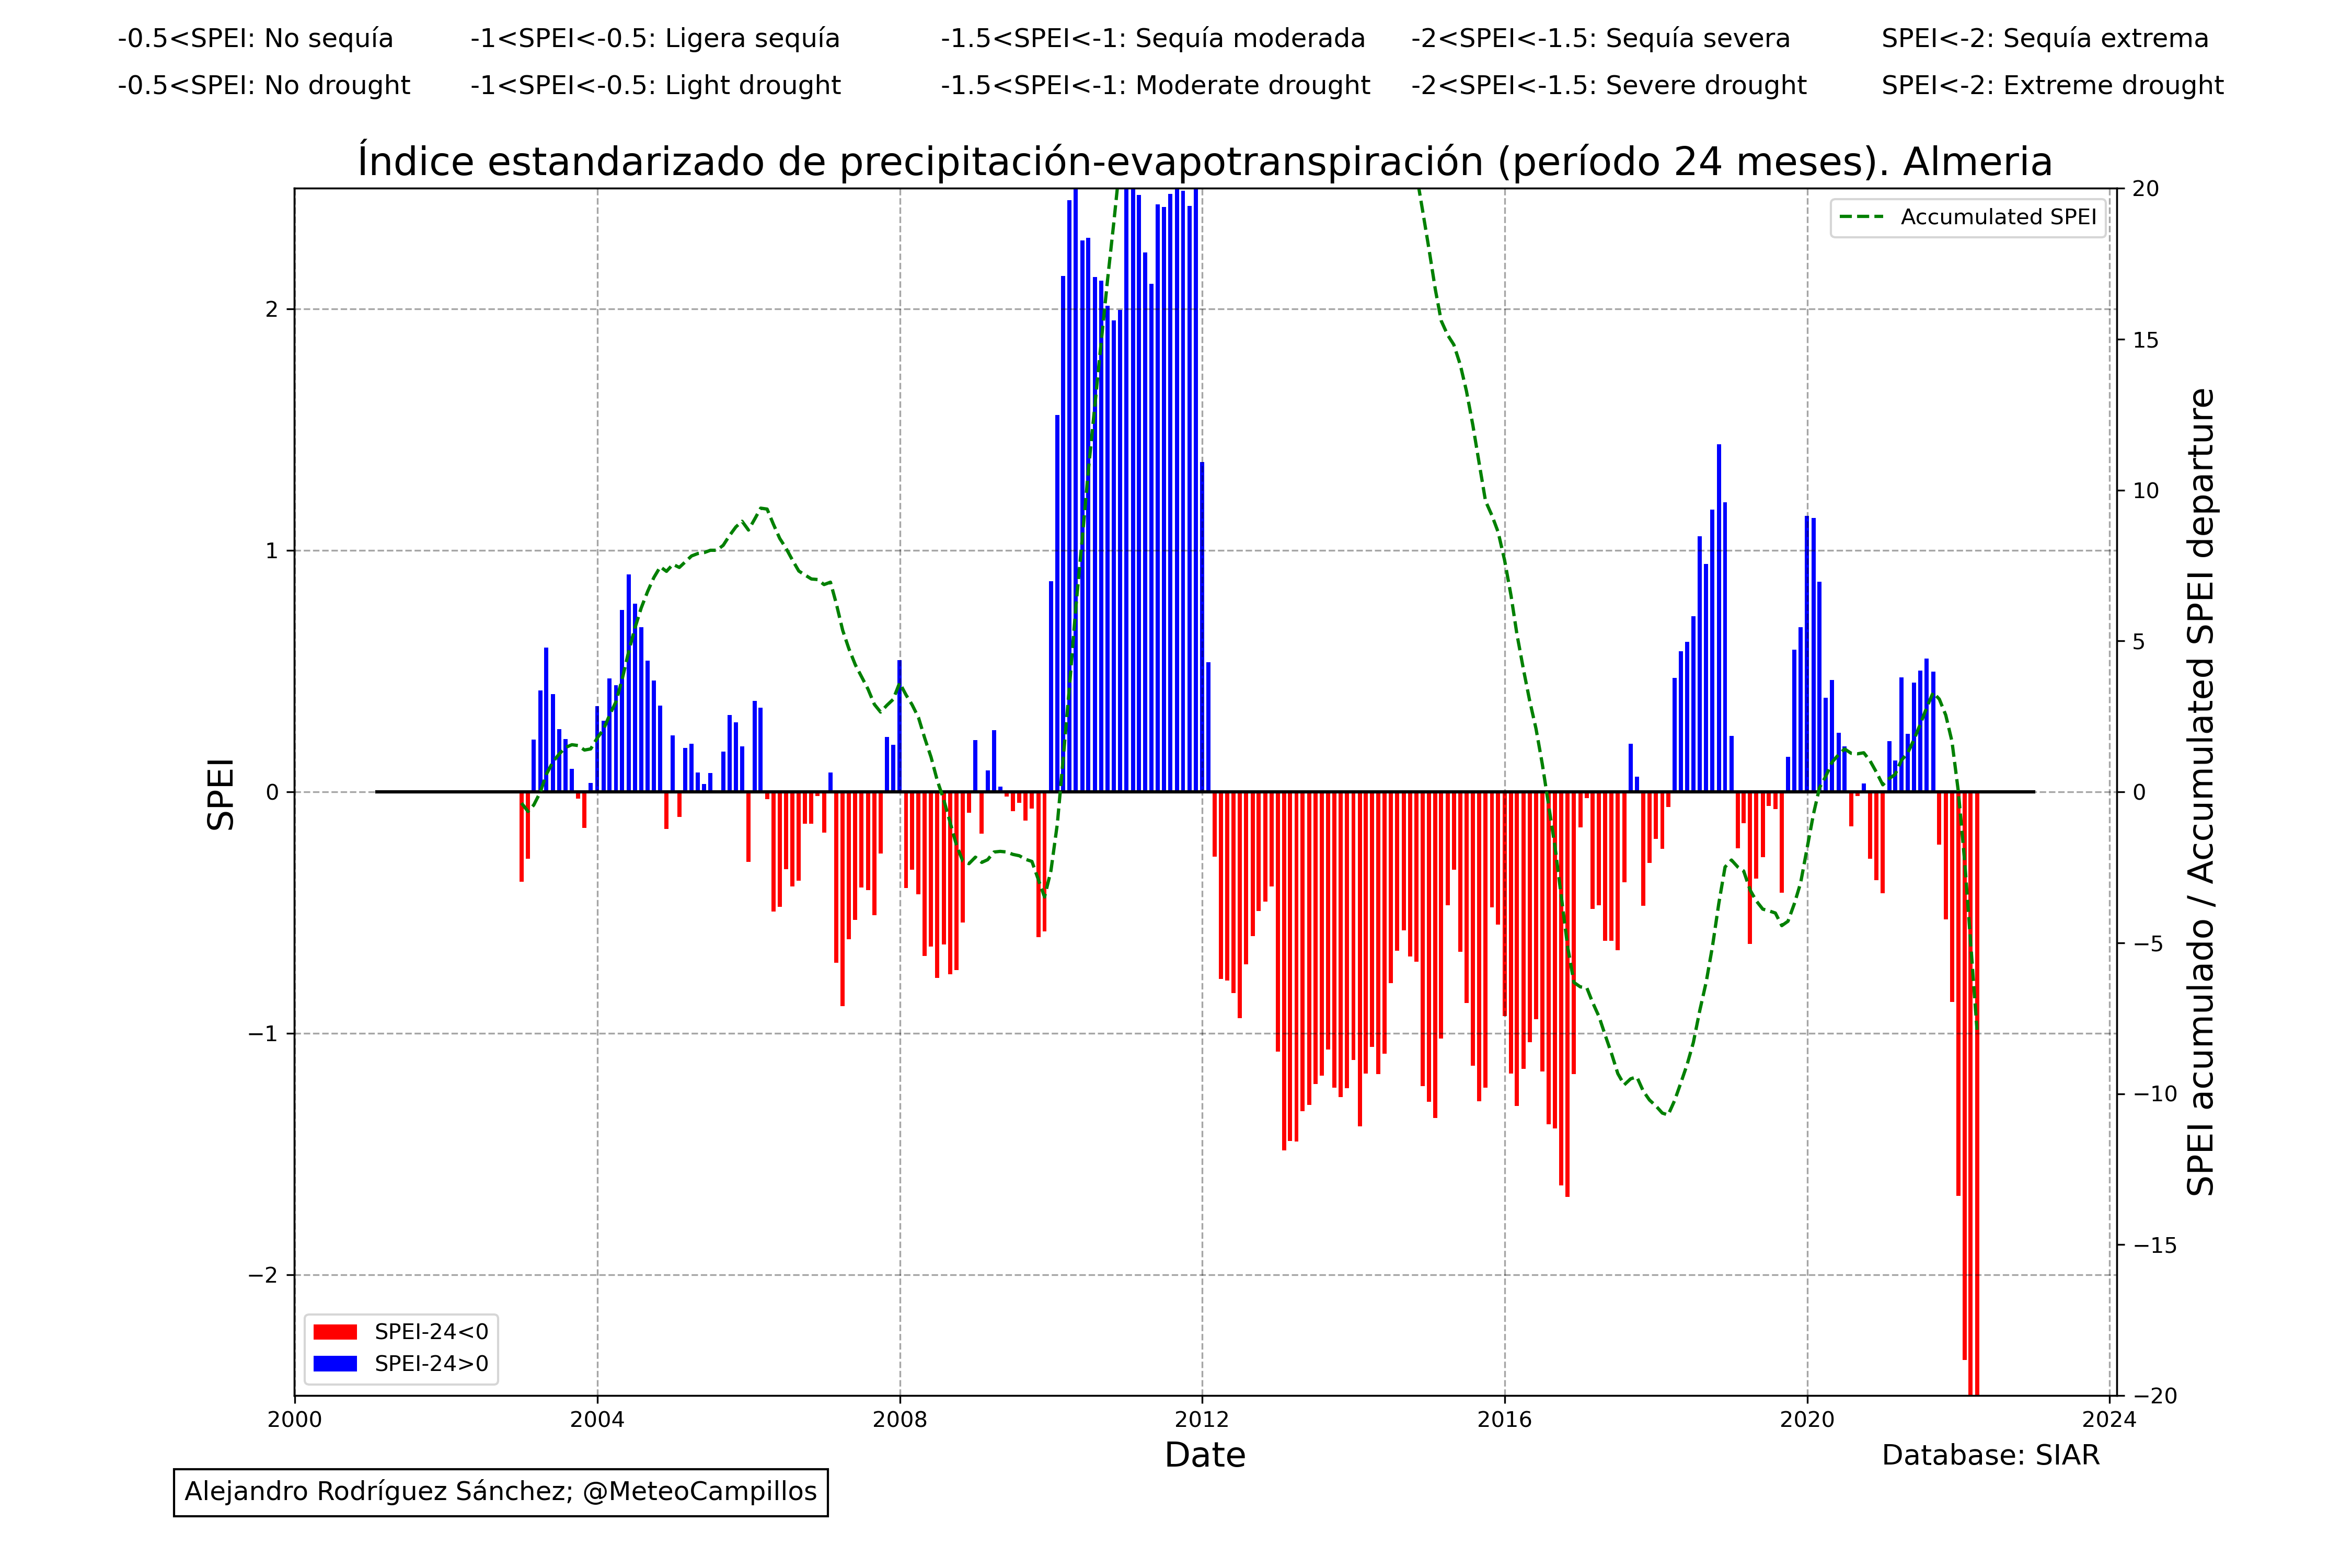 -0.5<SPEI: No sequía -1<SPEI<-0.5: Ligera sequía -1.5<SPEI<-1: Sequía moderada -2<SPEI<-1.5: Sequía severa SPEI<-2: Sequía extrema
-0.5<SPEI: No drought -1<SPEI<-0.5: Light drought -1.5<SPEI<-1: Moderate drought -2<SPEI<-1.5: Severe drought SPEI<-2: Extreme drought
Índice estandarizado de precipitación-evapotranspiración (período 24 meses). Almeria
SPEI
2
1
0
−1
−2
Accumulated SPEI
20
15
10
5
0
−5
−10
−15
−20
SPEI acumulado / Accumulated SPEI departure
SPEI-24<0
SPEI-24>0
2000 2004 2008 2012 2016 2020 2024
Date
Database: SIAR
Alejandro Rodríguez Sánchez; @MeteoCampillos